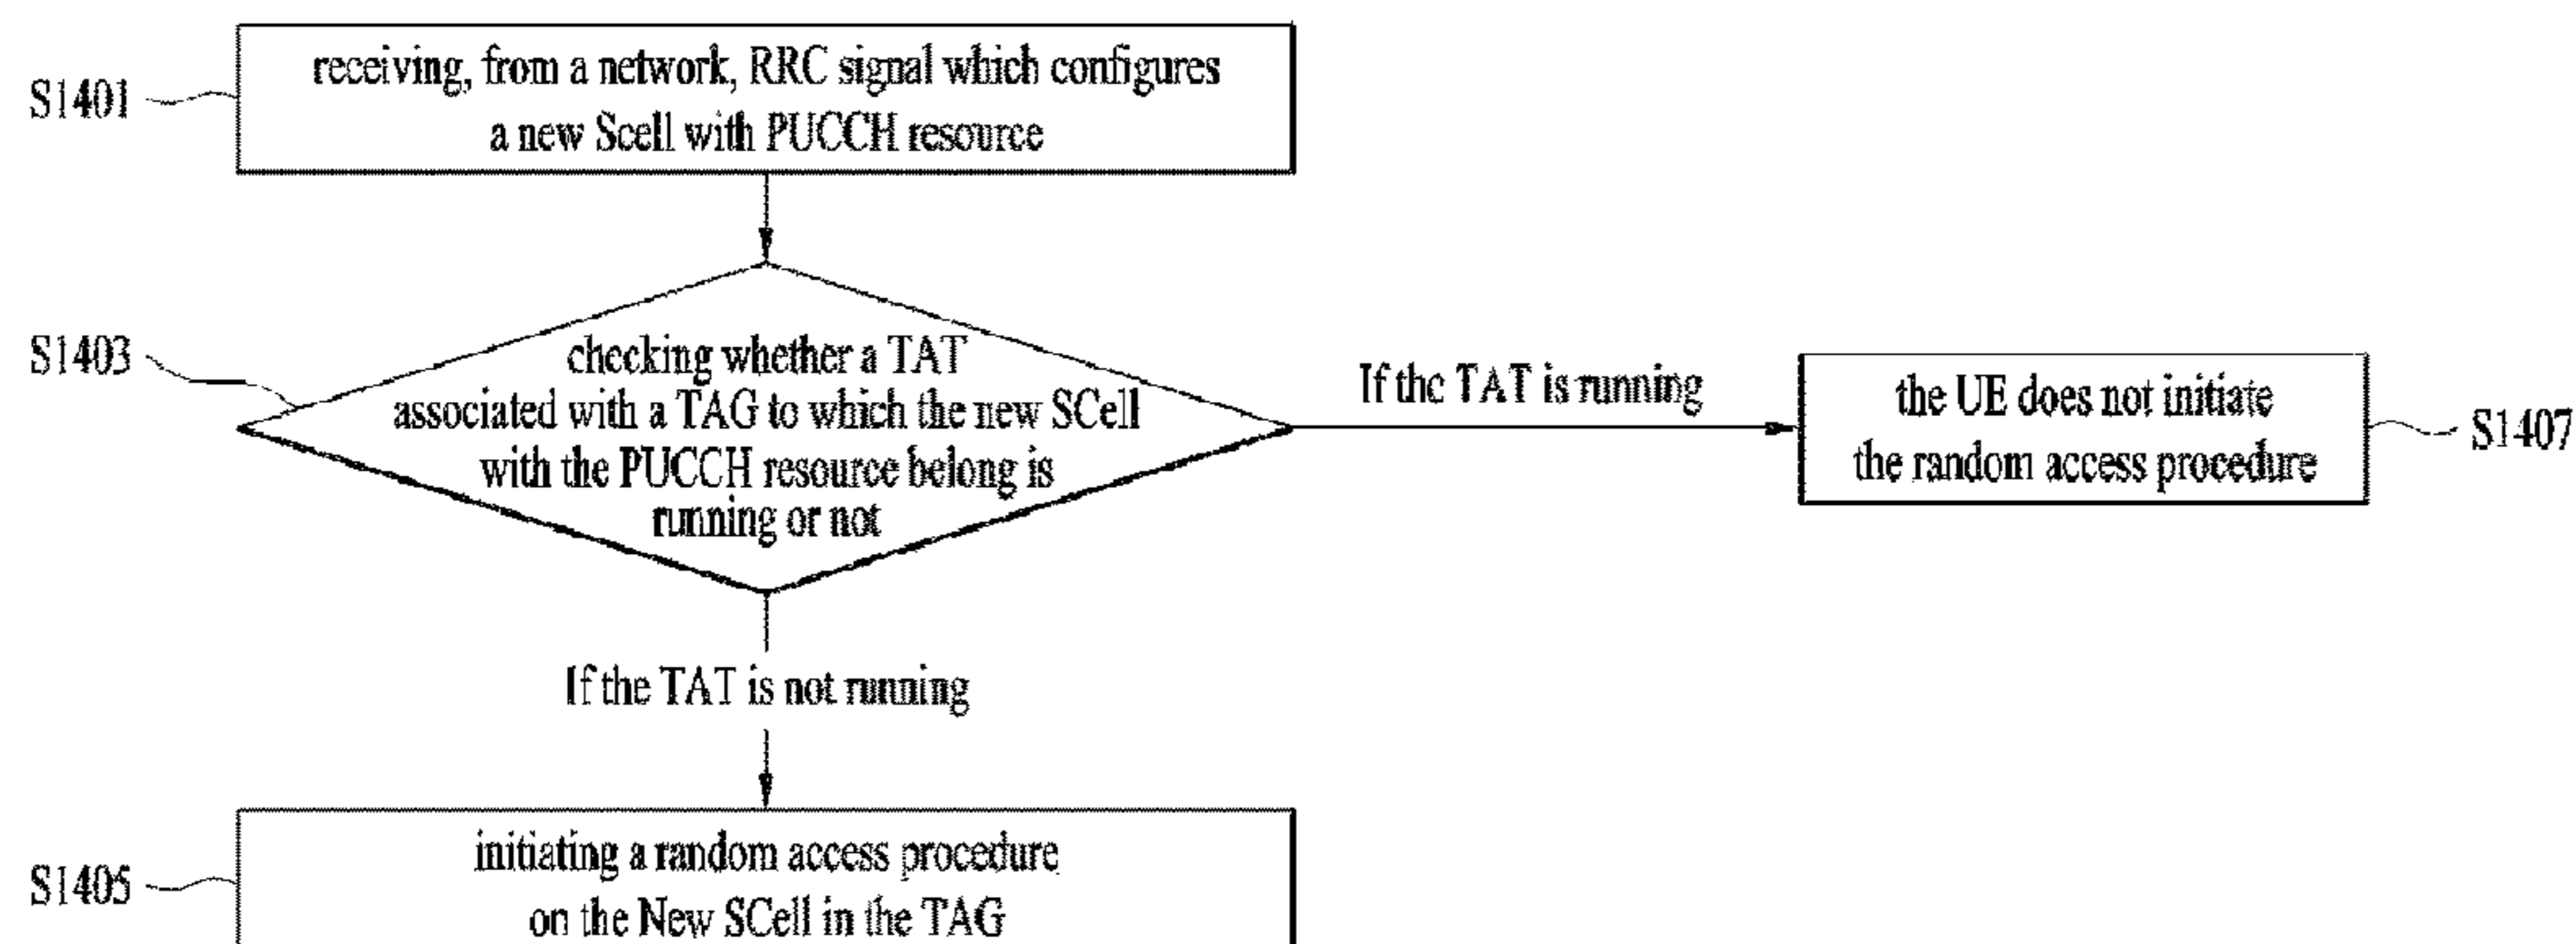 S1401
receiving, from a network, RRC signal which configures
a new Scell with PUCCH resource
S1403
checking whether a TAT
associated with a TAG to which the new SCell
with the PUCCH resource belong is
running or not
If the TAT is running
the UE does not initiate
the random access procedure
S1407
If the TAT is not running
S1405
initiating a random access procedure
on the New SCell in the TAG